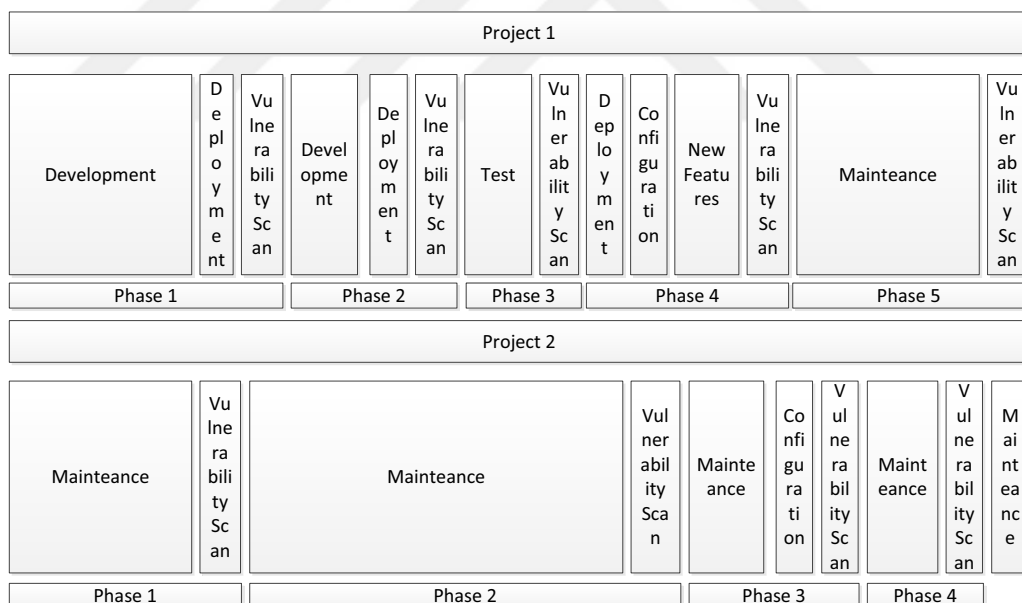 Project 1
Development
D
e
pl
o
y
m
e
nt
Vu
lne
ra
bili
ty
Sc
an
Devel
opme
nt
De
pl
oy
m
en
t
Vu
lne
ra
bili
ty
Sc
an
Test
Vu
ln
er
ab
ilit
y
Sc
an
D
ep
lo
y
m
en
t
Co
nfi
gu
ra
ti
on
New
Featu
res
Vu
lne
ra
bili
ty
Sc
an
Mainteance
Vu
ln
er
ab
ilit
y
Sc
an
Phase 1
Phase 2
Phase 3
Phase 4
Phase 5
Project 2
Mainteance
Vu
lne
ra
bili
ty
Sc
an
Mainteance
Vul
ner
abil
ity
Sca
n
Mainte
ance
Co
nfi
gu
ra
ti
on
V
ul
ne
ra
bil
ity
Sc
an
Maint
eance
V
ul
ne
ra
bil
ity
Sc
an
M
ai
nt
ea
nc
e
Phase 1
Phase 2
Phase 3
Phase 4